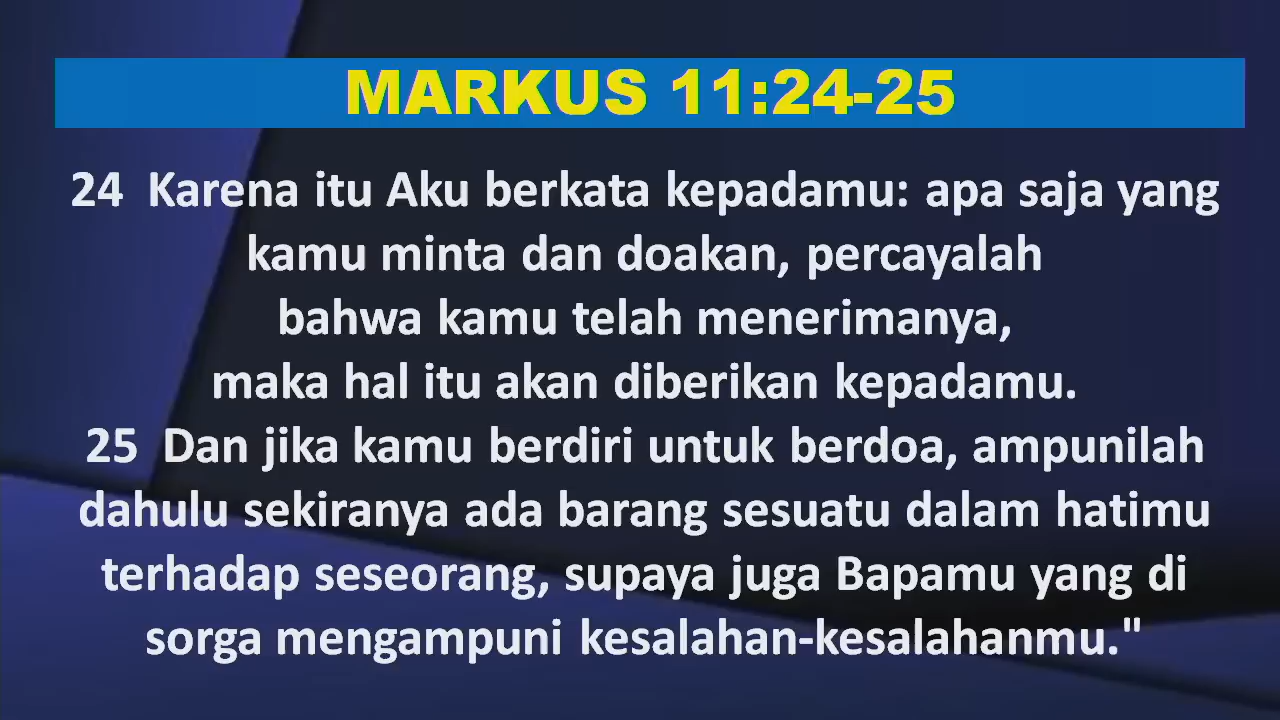 MARKUS 11:24-25
24 Karena itu Aku berkata kepadamu: apa saja yang
kamu minta dan doakan, percayalah
bahwa kamu telah menerimanya,
maka hal itu akan diberikan kepadamu.
25 Dan jika kamu berdiri untuk berdoa, ampunilah
dahulu sekiranya ada barang sesuatu dalam hatimu
terhadap seseorang, supaya juga Bapamu yang di
sorga mengampuni kesalahan-kesalahanmu."